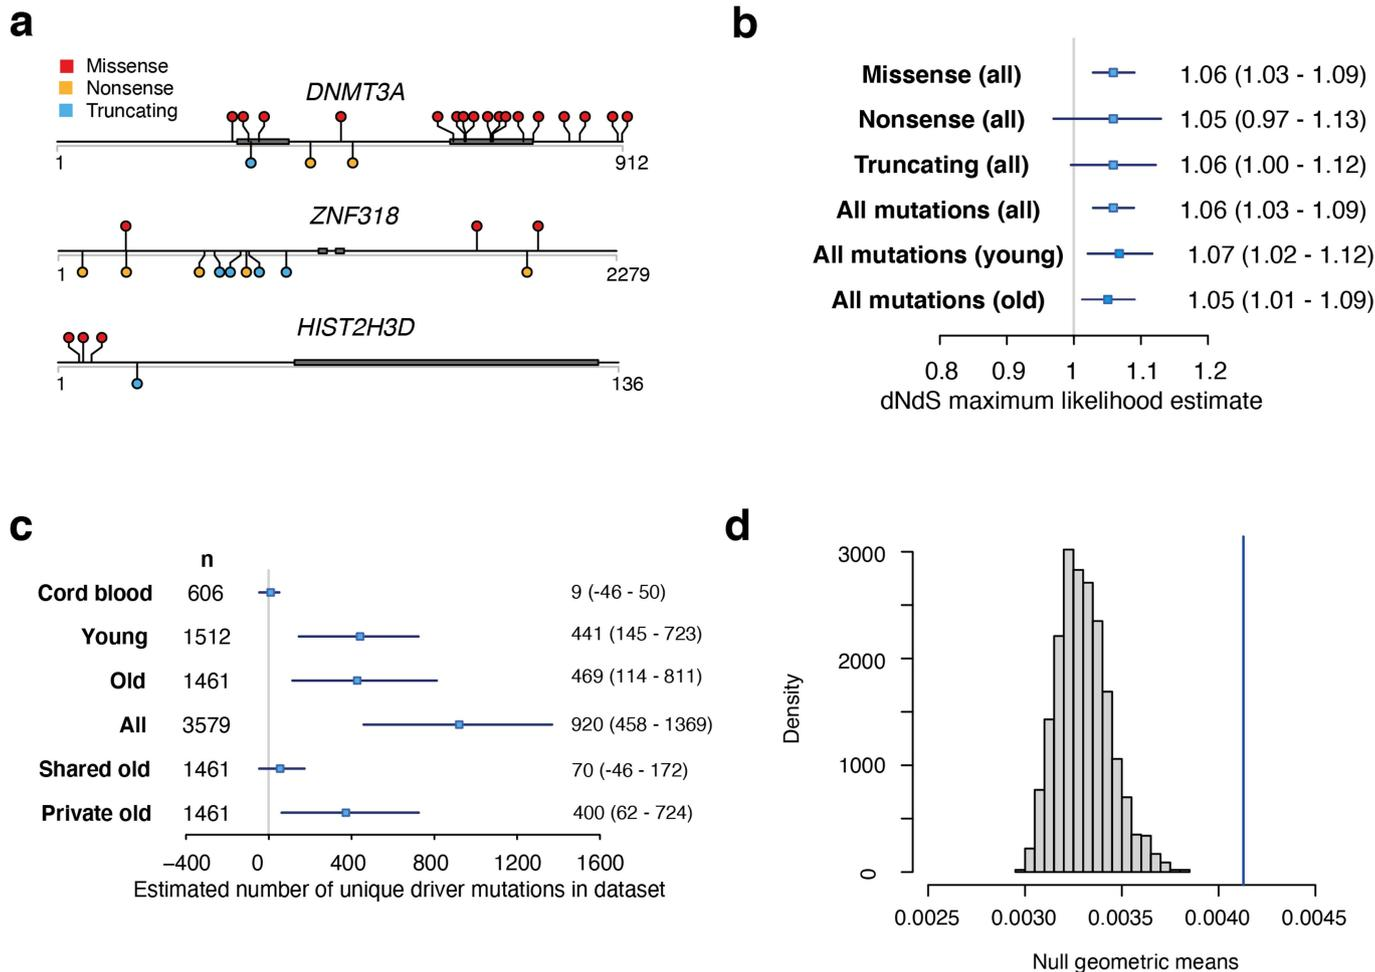 a
Missense
Nonsense
Truncating
DNMT3A
1 912
ZNF318
1 2279
HIST2H3D
1 136
b
Missense (all) 1.06 (1.03 - 1.09)
Nonsense (all) 1.05 (0.97 - 1.13)
Truncating (all) 1.06 (1.00 - 1.12)
All mutations (all) 1.06 (1.03 - 1.09)
All mutations (young) 1.07 (1.02 - 1.12)
All mutations (old) 1.05 (1.01 - 1.09)
0.8 0.9 1 1.1 1.2
dNdS maximum likelihood estimate
c
n
Cord blood 606 9 (-46 - 50)
Young 1512 441 (145 - 723)
Old 1461 469 (114 - 811)
All 3579 920 (458 - 1369)
Shared old 1461 70 (-46 - 172)
Private old 1461 400 (62 - 724)
−400 0 400 800 1200 1600
Estimated number of unique driver mutations in dataset
d
3000
2000
1000
0
Density
0.0025 0.0030 0.0035 0.0040 0.0045
Null geometric means